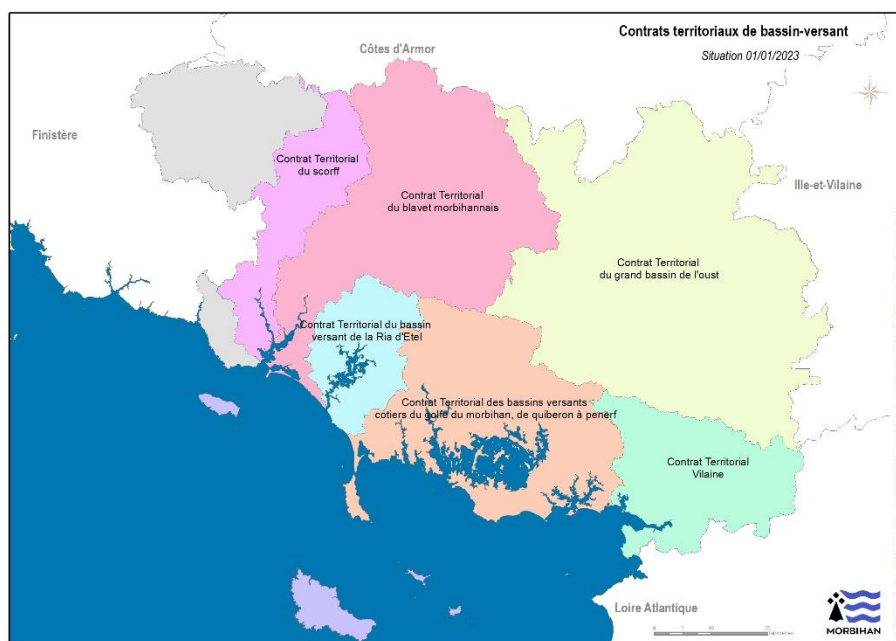 Contrats territoriaux de bassin-versant
Situation 01/01/2023
Côtes d'Armor
Finistère
Ille-et-Vilaine
Contrat Territorial
du scorff
Contrat Territorial
du blavet morbihannais
Contrat Territorial
du grand bassin de l'oust
Contrat Territorial du bassin
versant de la Ria d'Etel
Contrat Territorial des bassins versants
cotiers du golfe du morbihan, de quiberon à penerf
Contrat Territorial
Vilaine
Loire Atlantique
MORBIHAN